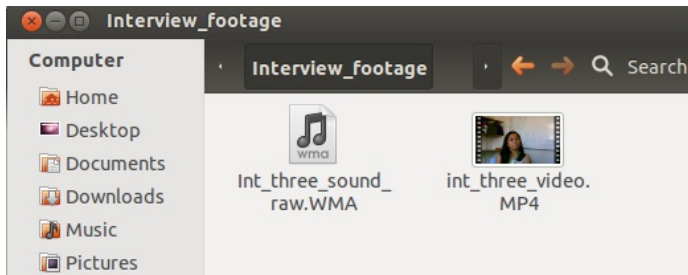 Interview_footage
Computer
Home
Desktop
Documents
Downloads
Music
Pictures
Interview_footage
Search
wma
Int_three_sound_
raw.WMA
int_three_video.
MP4